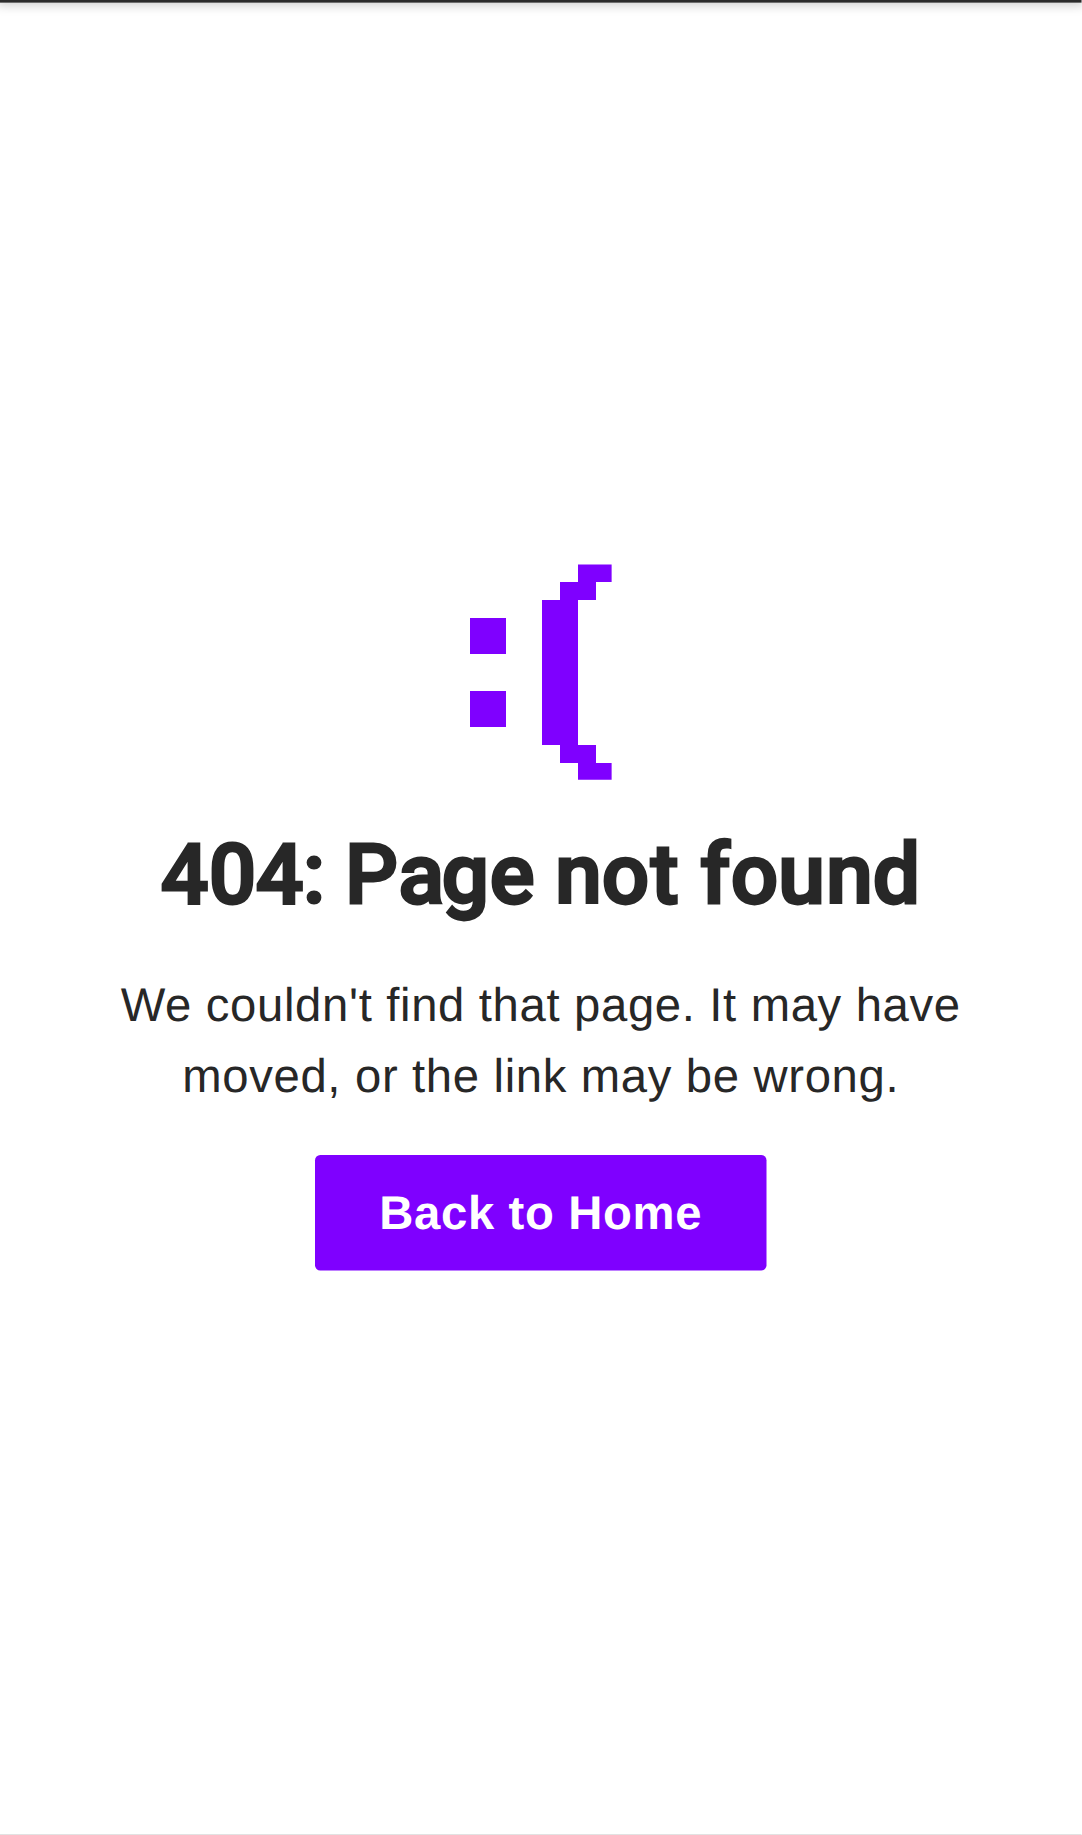 :(
404: Page not found
We couldn't find that page. It may have
moved, or the link may be wrong.
Back to Home